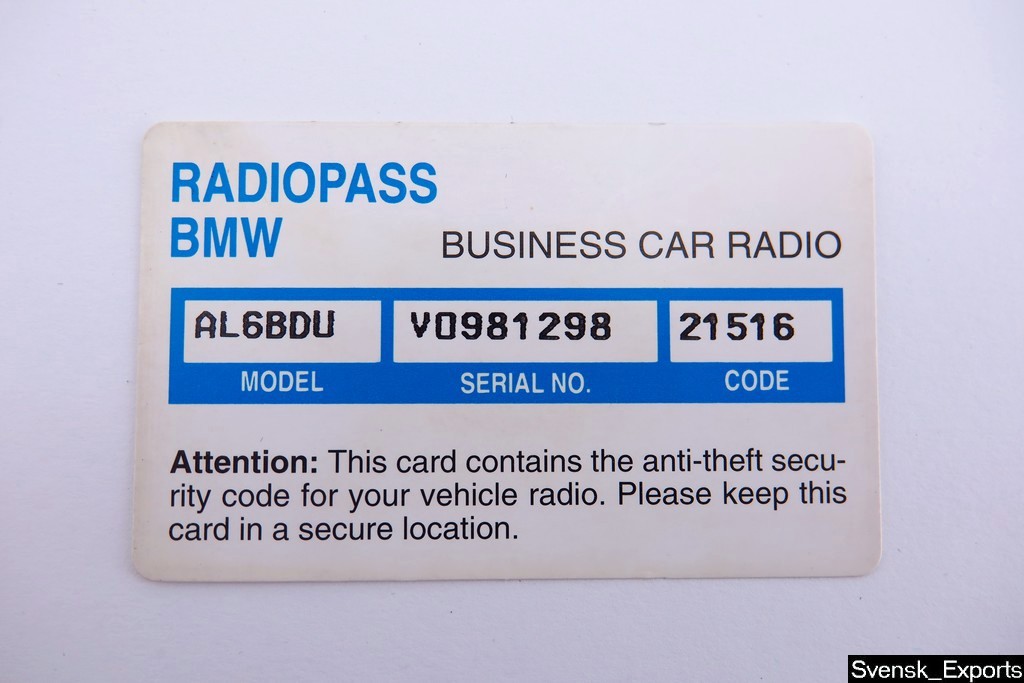 RADIOPASS
BMW BUSINESS CAR RADIO
AL6BDU V0981298 21516
MODEL SERIAL NO. CODE
Attention: This card contains the anti-theft secu-
rity code for your vehicle radio. Please keep this
card in a secure location.
Svensk_Exports